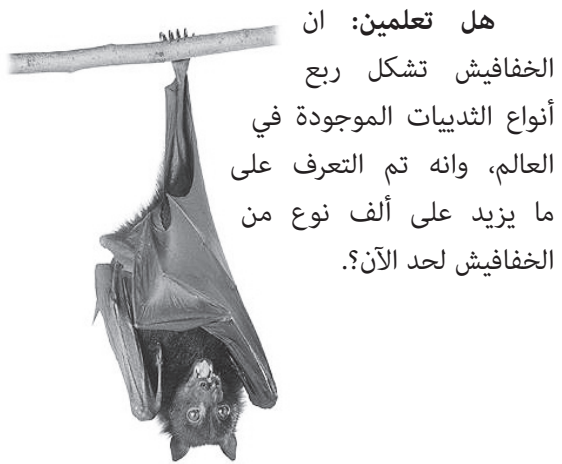 هل تعلمين: ان
الخفافيش تشكل ربع
أنواع الثدييات الموجودة في
العالم، وانه تم التعرف على
ما يزيد على ألف نوع من
الخفافيش لحد الآن؟.